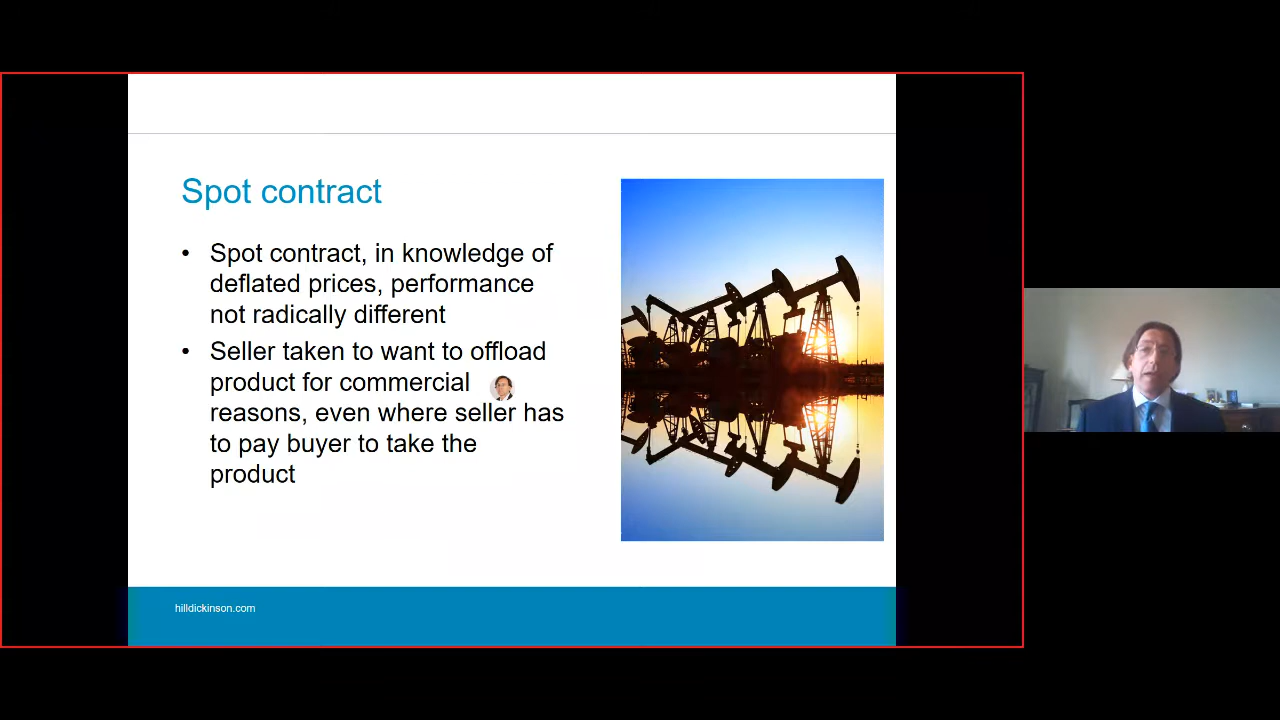 Spot contract
• Spot contract, in knowledge of
deflated prices, performance
not radically different
• Seller taken to want to offload
product for commercial
reasons, even where seller has
to pay buyer to take the
product
hilldickinson.com